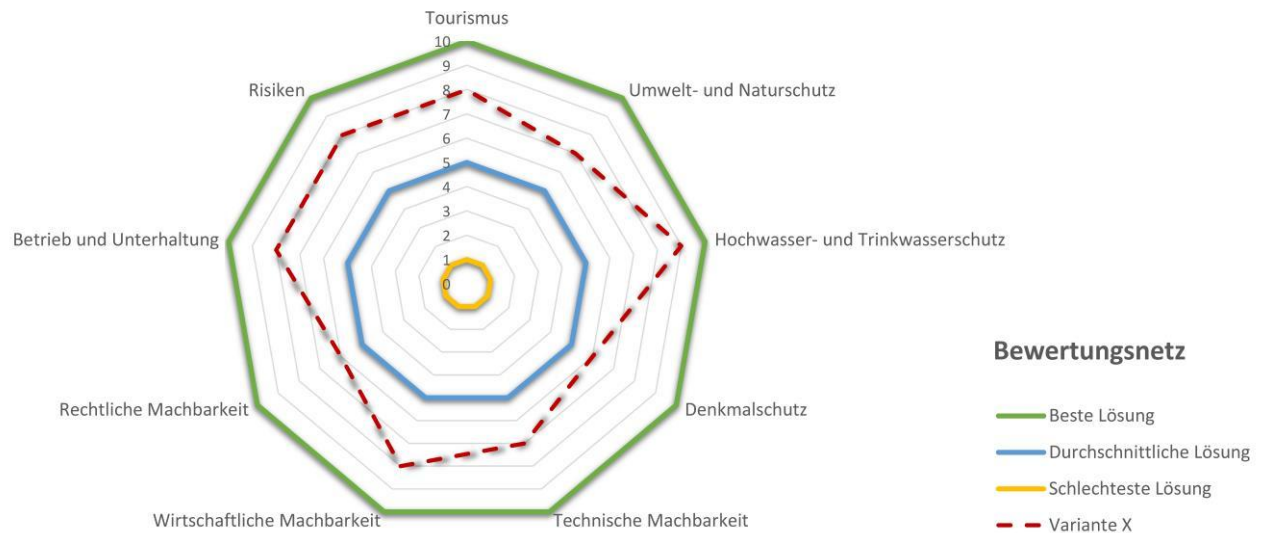 Tourismus
10
9
8
7
6
5
4
3
2
1
0
Risiken
Umwelt- und Naturschutz
Betrieb und Unterhaltung
Hochwasser- und Trinkwasserschutz
Rechtliche Machbarkeit
Denkmalschutz
Wirtschaftliche Machbarkeit
Technische Machbarkeit
Bewertungsnetz
Beste Lösung
Durchschnittliche Lösung
Schlechteste Lösung
Variante X